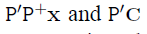 P′P+x and P′C